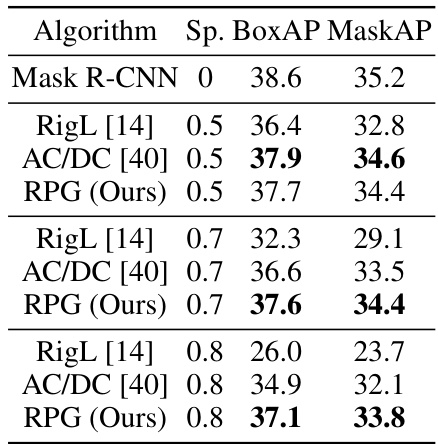 Algorithm Sp. BoxAP MaskAP
Mask R-CNN 0 38.6 35.2
RigL [14] 0.5 36.4 32.8
AC/DC [40] 0.5 37.9 34.6
RPG (Ours) 0.5 37.7 34.4
RigL [14] 0.7 32.3 29.1
AC/DC [40] 0.7 36.6 33.5
RPG (Ours) 0.7 37.6 34.4
RigL [14] 0.8 26.0 23.7
AC/DC [40] 0.8 34.9 32.1
RPG (Ours) 0.8 37.1 33.8